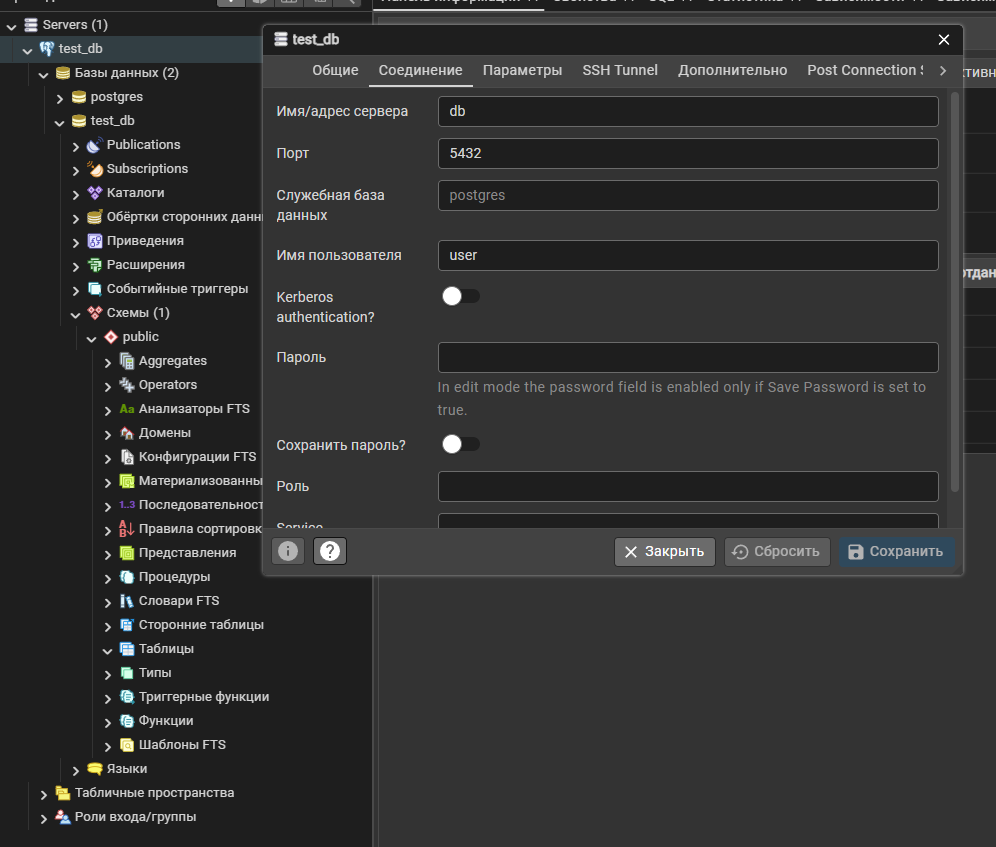 Servers (1)
test_db
Базы данных (2)
postgres
test_db
Publications
Subscriptions
Каталоги
Обёртки сторонних данн
Приведения
Расширения
Событийные триггеры
Схемы (1)
public
Aggregates
Operators
Aa Анализаторы FTS
Домены
Конфигурации FTS
Материализованны
1..3 Последовательност
Правила сортировк
Представления
Процедуры
Словари FTS
Сторонние таблицы
Таблицы
Типы
Триггерные функции
Функции
Шаблоны FTS
Языки
Табличные пространства
Роли входа/группы
test_db
Общие Соединение Параметры SSH Tunnel Дополнительно Post Connection
Имя/адрес сервера db
Порт 5432
Служебная база
данных
postgres
Имя пользователя user
Kerberos
authentication?
Пароль
In edit mode the password field is enabled only if Save Password is set to
true.
Сохранить пароль?
Роль
Service
Закрыть Сбросить Сохранить